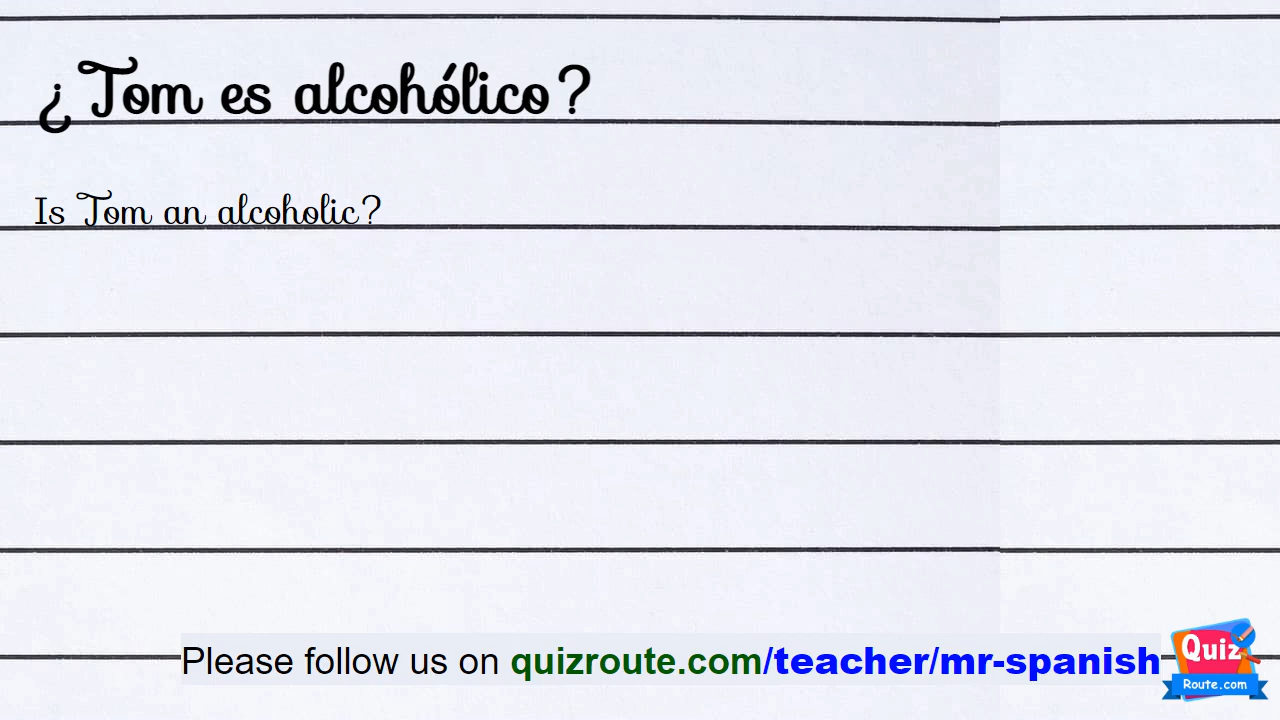 ¿Tom es alcohólico?
Is Tom an alcoholic?
Please follow us on quizroute.com/teacher/mr-spanish
Quiz
Route.com